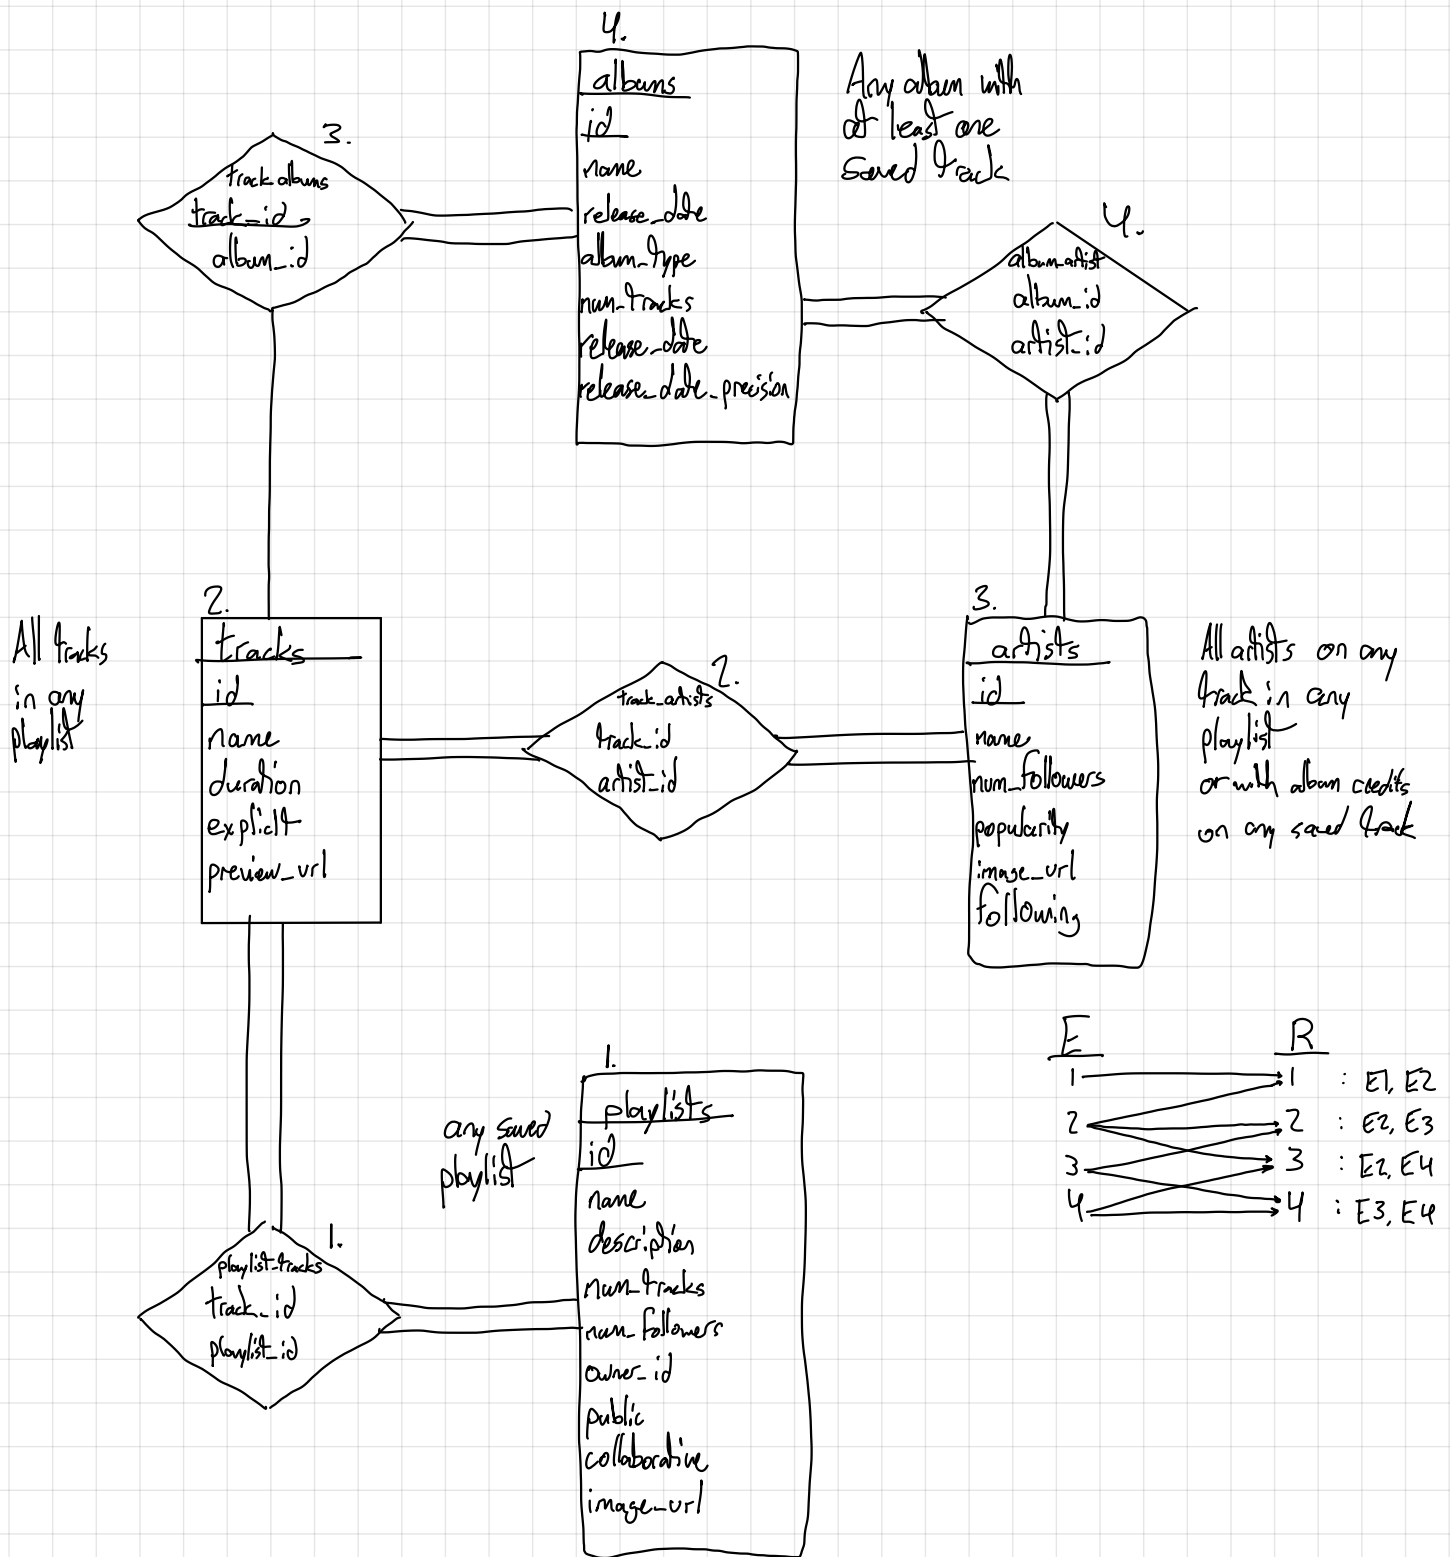 4.
albums
id
name
release_date
album_type
num_tracks
release_date
release_date_precision
Any album with
at least one
saved track
3.
track_albums
track_id
album_id
4.
album_artist
album_id
artist_id
All tracks
in any
playlist
2.
tracks
id
name
duration
explicit
preview_url
2.
track_artists
track_id
artist_id
3.
artists
id
name
num_followers
popularity
image_url
following
All artists on any
track in any
playlist
or with album credits
on any saved track
1.
playlist_tracks
track_id
playlist_id
any saved
playlist
1.
playlists
id
name
description
num_tracks
num_followers
owner_id
public
collaborative
image_url
E R
1 1 : E1, E2
2 2 : E2, E3
3 3 : E2, E4
4 4 : E3, E4